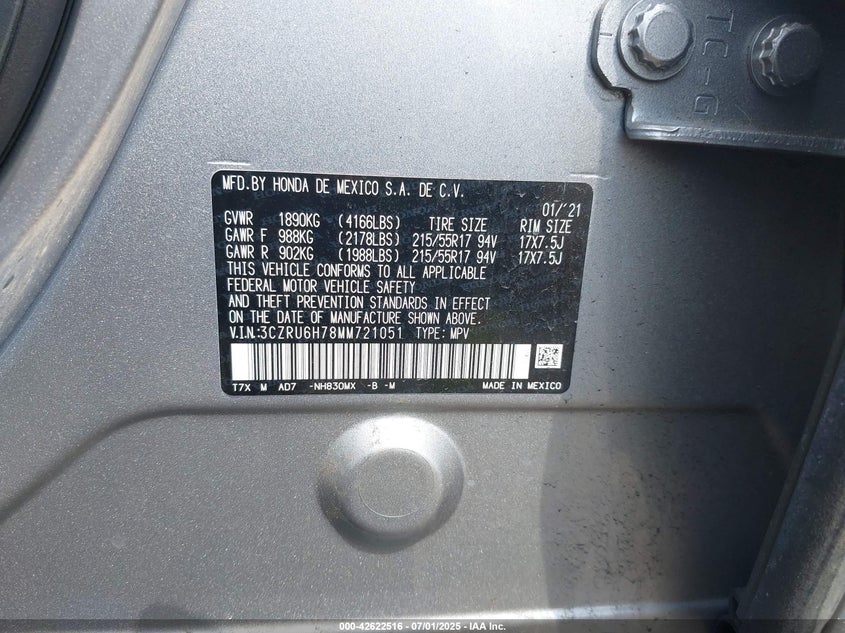 TC-G
MFD.BY HONDA DE MEXICO S.A. DE C.V.
01/'21
GVWR 1890KG (4166LBS) TIRE SIZE RIM SIZE
GAWR F 988KG (2178LBS) 215/55R17 94V 17X7.5J
GAWR R 902KG (1988LBS) 215/55R17 94V 17X7.5J
THIS VEHICLE CONFORMS TO ALL APPLICABLE
FEDERAL MOTOR VEHICLE SAFETY
AND THEFT PREVENTION STANDARDS IN EFFECT
ON THE DATE OF MANUFACTURE SHOWN ABOVE.
V.I.N:3CZRU6H78MM721051 TYPE: MPV
T7X M AD7 -NH830MX -B -M MADE IN MEXICO
000-42622516 - 07/01/2025 - IAA Inc.